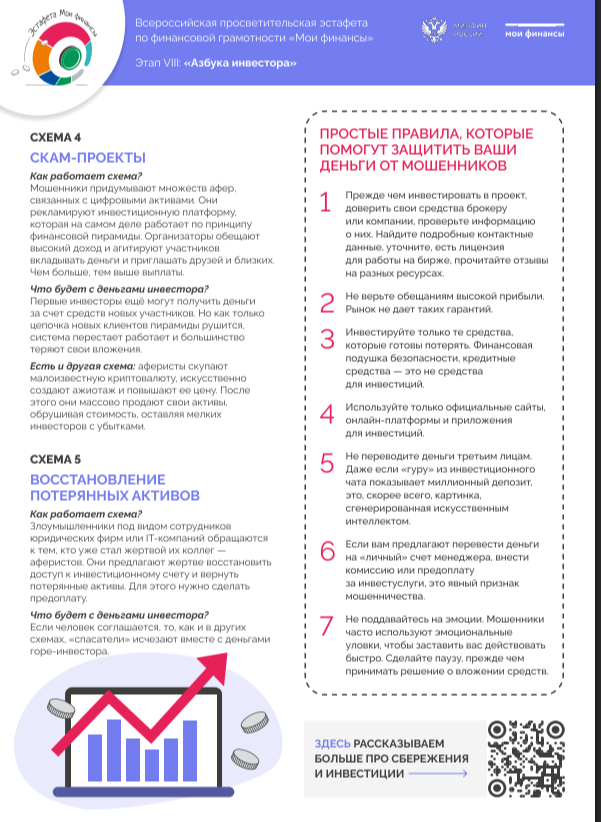 Эстафета Мои финансы
Всероссийская просветительская эстафета
по финансовой грамотности «Мои финансы»
Этап VIII: «Азбука инвестора»
МИНФИН
РОССИИ
МОИ ФИНАНСЫ
СХЕМА 4
СКАМ-ПРОЕКТЫ
Как работает схема?
Мошенники придумывают множеств афер,
связанных с цифровыми активами. Они
рекламируют инвестиционную платформу,
которая на самом деле работает по принципу
финансовой пирамиды. Организаторы обещают
высокий доход и агитируют участников
вкладывать деньги и приглашать друзей и близких.
Чем больше, тем выше выплаты.
Что будет с деньгами инвестора?
Первые инвесторы ещё могут получить деньги
за счет средств новых участников. Но как только
цепочка новых клиентов пирамиды рушится,
система перестает работает и большинство
теряют свои вложения.
Есть и другая схема: аферисты скупают
малоизвестную криптовалюту, искусственно
создают ажиотаж и повышают ее цену. После
этого они массово продают свои активы,
обрушивая стоимость, оставляя мелких
инвесторов с убытками.
СХЕМА 5
ВОССТАНОВЛЕНИЕ
ПОТЕРЯННЫХ АКТИВОВ
Как работает схема?
Злоумышленники под видом сотрудников
юридических фирм или IT-компаний обращаются
к тем, кто уже стал жертвой их коллег —
аферистов. Они предлагают жертве восстановить
доступ к инвестиционному счету и вернуть
потерянные активы. Для этого нужно сделать
предоплату.
Что будет с деньгами инвестора?
Если человек соглашается, то, как и в других
схемах, «спасатели» исчезают вместе с деньгами
горе-инвестора.
ПРОСТЫЕ ПРАВИЛА, КОТОРЫЕ
ПОМОГУТ ЗАЩИТИТЬ ВАШИ
ДЕНЬГИ ОТ МОШЕННИКОВ
1 Прежде чем инвестировать в проект,
доверить свои средства брокеру
или компании, проверьте информацию
о них. Найдите подробные контактные
данные, уточните, есть лицензия
для работы на бирже, прочитайте отзывы
на разных ресурсах.
2 Не верьте обещаниям высокой прибыли.
Рынок не дает таких гарантий.
3 Инвестируйте только те средства,
которые готовы потерять. Финансовая
подушка безопасности, кредитные
средства — это не средства
для инвестиций.
4 Используйте только официальные сайты,
онлайн-платформы и приложения
для инвестиций.
5 Не переводите деньги третьим лицам.
Даже если «гуру» из инвестиционного
чата показывает миллионный депозит,
это, скорее всего, картинка,
сгенерированная искусственным
интеллектом.
6 Если вам предлагают перевести деньги
на «личный» счет менеджера, внести
комиссию или предоплату
за инвестуслуги, это явный признак
мошенничества.
7 Не поддавайтесь на эмоции. Мошенники
часто используют эмоциональные
уловки, чтобы заставить вас действовать
быстро. Сделайте паузу, прежде чем
принимать решение о вложении средств.
ЗДЕСЬ РАССКАЗЫВАЕМ
БОЛЬШЕ ПРО СБЕРЕЖЕНИЯ
И ИНВЕСТИЦИИ